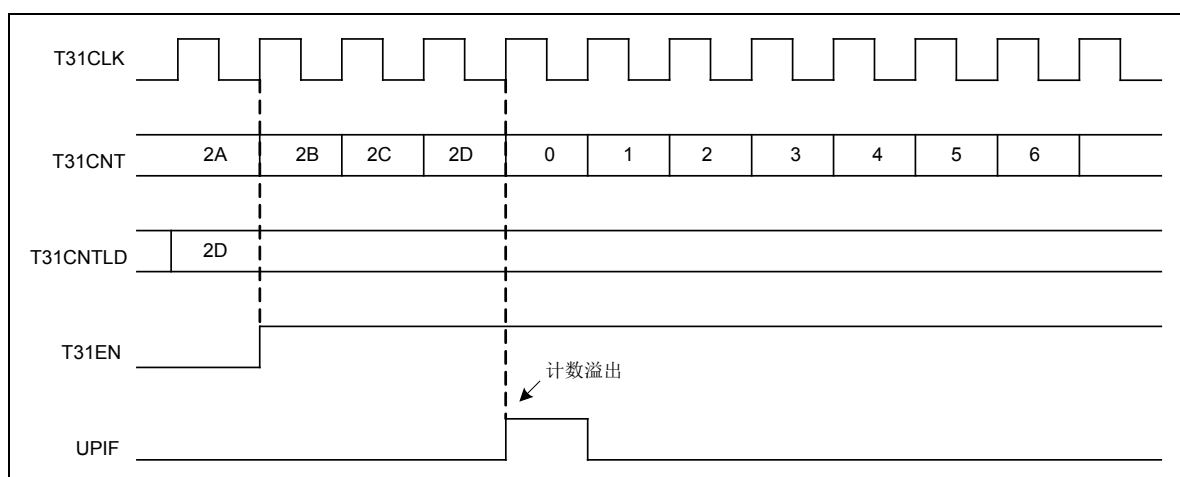 T31CLK
T31CNT 2A 2B 2C 2D 0 1 2 3 4 5 6
T31CNTLD 2D
T31EN
计数溢出
UPIF